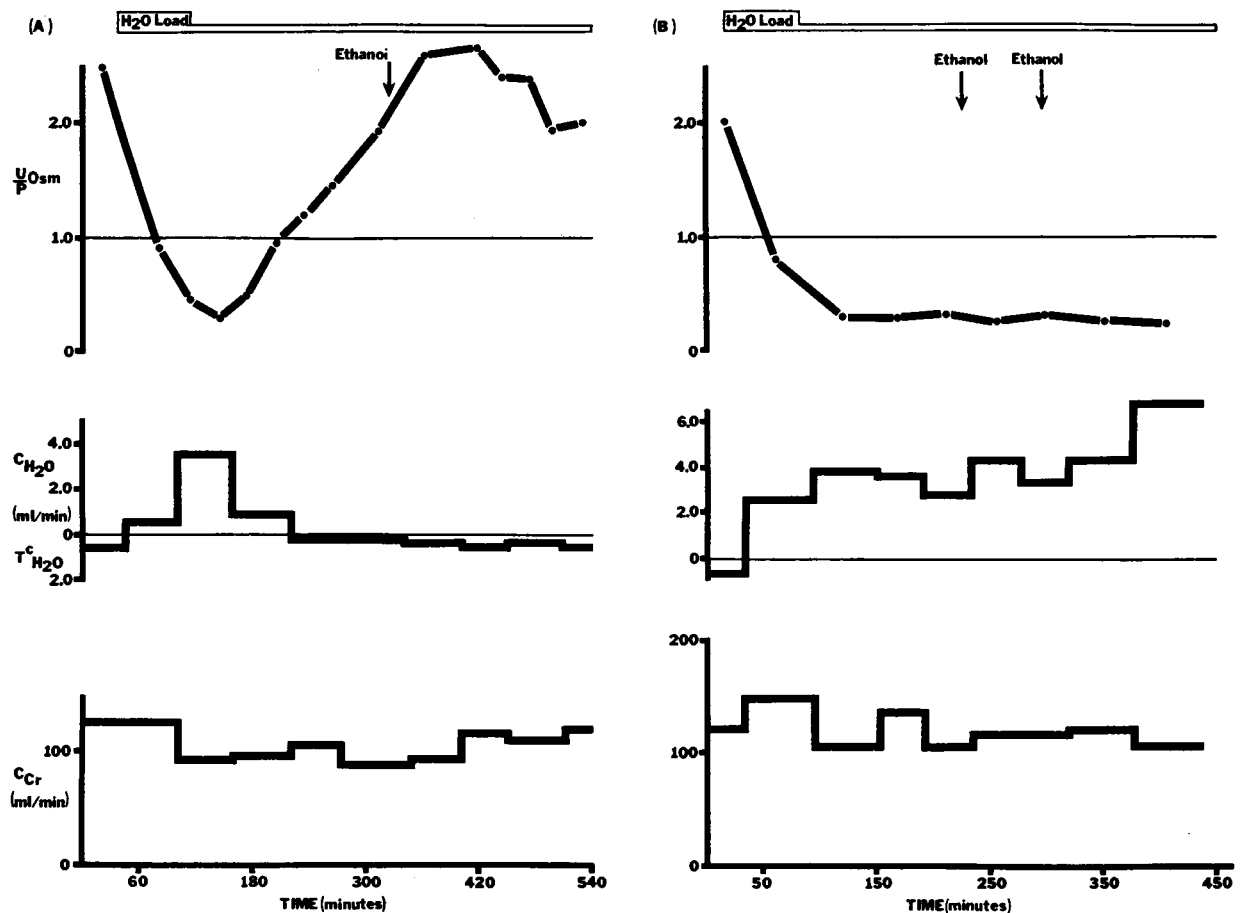 (A)
H2O Load
Ethanol
2.0
U/P Osm
1.0
0
4.0
CH2O
2.0
(ml/min)
0
TcH2O
2.0
100
CCr
(ml/min)
0
60 180 300 420 540
TIME (minutes)
(B)
H2O Load
Ethanol Ethanol
2.0
1.0
0
6.0
4.0
2.0
0
200
100
0
50 150 250 350 450
TIME (minutes)